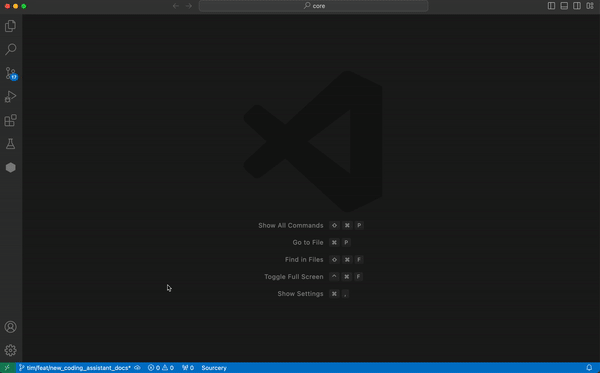 core
17
Show All Commands ⇧ ⌘ P
Go to File ⌘ P
Find in Files ⇧ ⌘ F
Toggle Full Screen ^ ⌘ F
Show Settings ⌘ ,
tim/feat/new_coding_assistant_docs* 0 0 0 Sourcery